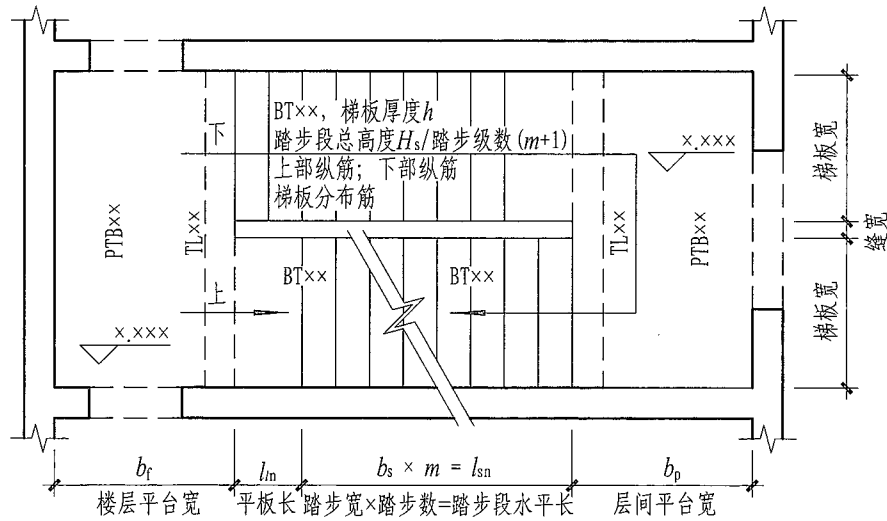 BT××，梯板厚度h
踏步段总高度Hs/踏步级数(m+1)
上部纵筋；下部纵筋
梯板分布筋
下
x.xxx
梯板宽
缝宽
梯板宽
PTB××
TL××
BT××
BT××
TL××
PTB××
上
x.xxx
bf
lln
bs × m = lsn
bp
楼层平台宽
平板长
踏步宽×踏步数=踏步段水平长
层间平台宽